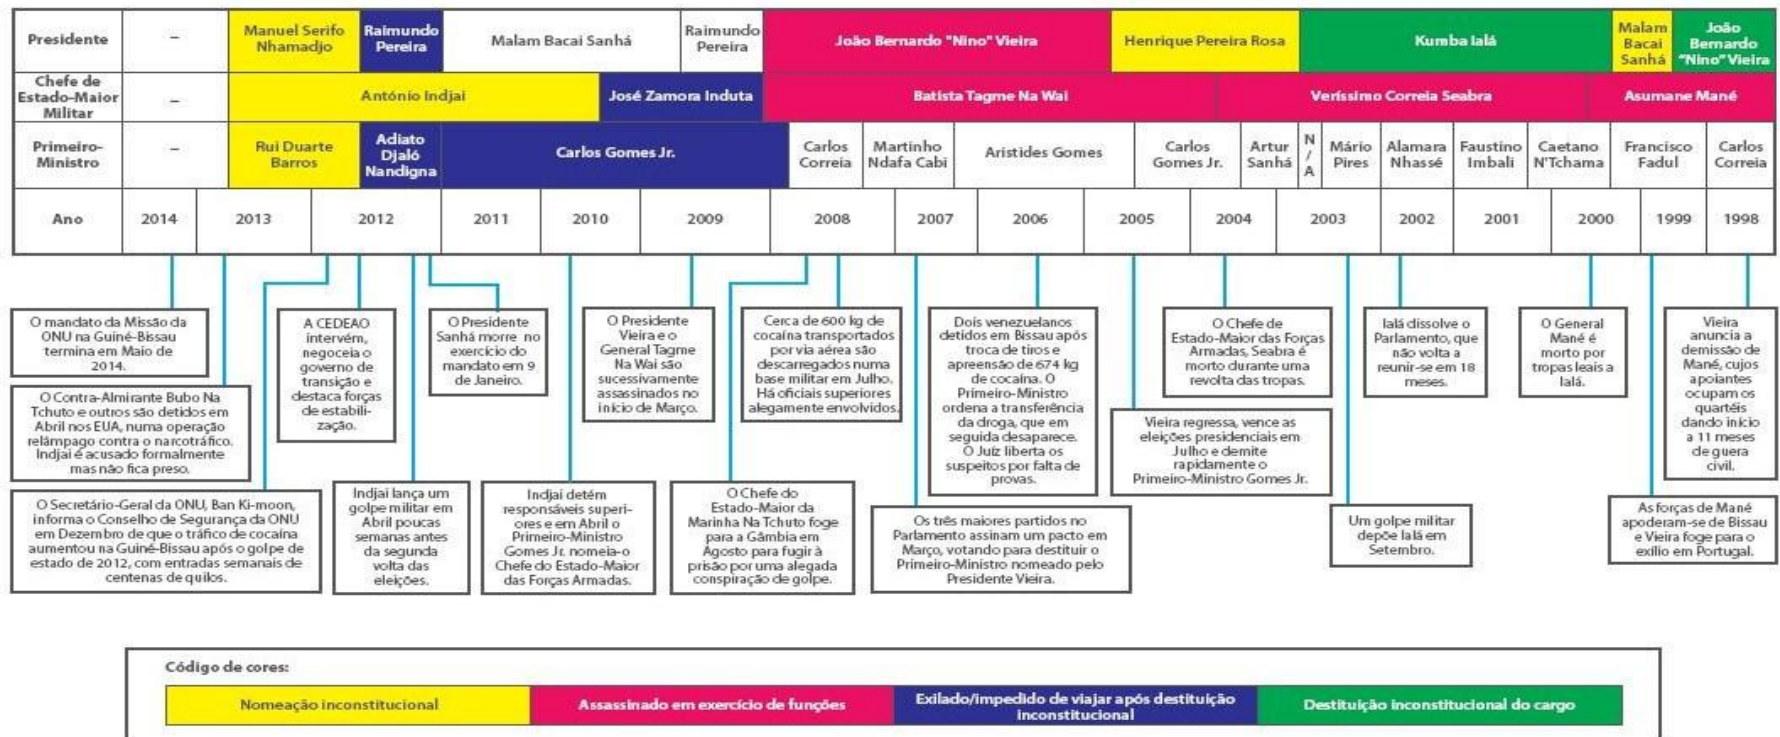 Presidente
–
Manuel Serifo
Nhamadjo
Raimundo
Pereira
Malam Bacai Sanhá
Raimundo
Pereira
João Bernardo "Nino" Vieira
Henrique Pereira Rosa
Kumba Ialá
Malam
Bacai
Sanhá
João
Bernardo
"Nino" Vieira
Chefe de
Estado-Maior
Militar
–
António Indjai
José Zamora Induta
Batista Tagme Na Wai
Veríssimo Correia Seabra
Asumane Mané
Primeiro-
Ministro
–
Rui Duarte
Barros
Adiato
Djaló
Nandigna
Carlos Gomes Jr.
Carlos
Correia
Martinho
Ndafa Cabi
Aristides Gomes
Carlos
Gomes Jr.
Artur
Sanhá
N
/
A
Mário
Pires
Alamara
Nhassé
Faustino
Imbali
Caetano
N'Tchama
Francisco
Fadul
Carlos
Correia
Ano
2014
2013
2012
2011
2010
2009
2008
2007
2006
2005
2004
2003
2002
2001
2000
1999
1998
O mandato da Missão da
ONU na Guiné-Bissau
termina em Maio de
2014.
O Contra-Almirante Bubo Na
Tchuto e outros são detidos em
Abril nos EUA, numa operação
relâmpago contra o narcotráfico.
Indjai é acusado formalmente
mas não fica preso.
O Secretário-Geral da ONU, Ban Ki-moon,
informa o Conselho de Segurança da ONU
em Dezembro de que o tráfico de cocaína
aumentou na Guiné-Bissau após o golpe de
estado de 2012, com entradas semanais de
centenas de quilos.
A CEDEAO
intervém,
negoceia o
governo de
transição e
destaca forças
de estabili-
zação.
Indjai lança um
golpe militar em
Abril poucas
semanas antes
da segunda
volta das
eleições.
O Presidente
Sanhá morre no
exercício do
mandato em 9
de Janeiro.
Indjai detém
responsáveis superi-
ores e em Abril o
Primeiro-Ministro
Gomes Jr. nomeia-o
Chefe do Estado-Maior
das Forças Armadas.
O Presidente
Vieira e o
General Tagme
Na Wai são
sucessivamente
assassinados no
início de Março.
O Chefe do
Estado-Maior da
Marinha Na Tchuto foge
para a Gâmbia em
Agosto para fugir à
prisão por uma alegada
conspiração de golpe.
Cerca de 600 kg de
cocaína transportados
por via aérea são
descarregados numa
base militar em Julho.
Há oficiais superiores
alegamente envolvidos.
Os três maiores partidos no
Parlamento assinam um pacto em
Março, votando para destituir o
Primeiro-Ministro nomeado pelo
Presidente Vieira.
Dois venezuelanos
detidos em Bissau após
troca de tiros e
apreensão de 674 kg
de cocaína. O
Primeiro-Ministro
ordena a transferência
da droga, que em
seguida desaparece.
O Juíz liberta os
suspeitos por falta de
provas.
Vieira regressa, vence as
eleições presidenciais em
Julho e demite
rapidamente o
Primeiro-Ministro Gomes Jr.
O Chefe de
Estado-Maior das Forças
Armadas, Seabra é
morto durante uma
revolta das tropas.
Um golpe militar
depõe Ialá em
Setembro.
Ialá dissolve o
Parlamento, que
não volta a
reunir-se em 18
meses.
O General
Mané é
morto por
tropas leais a
Ialá.
As forças de Mané
apoderam-se de Bissau
e Vieira foge para o
exílio em Portugal.
Vieira
anuncia a
demissão de
Mané, cujos
apoiantes
ocupam os
quartéis
dando início
a 11 meses
de guera
civil.
Código de cores:
Nomeação inconstitucional
Assassinado em exercício de funções
Exilado/impedido de viajar após destituição
inconstitucional
Destituição inconstitucional do cargo